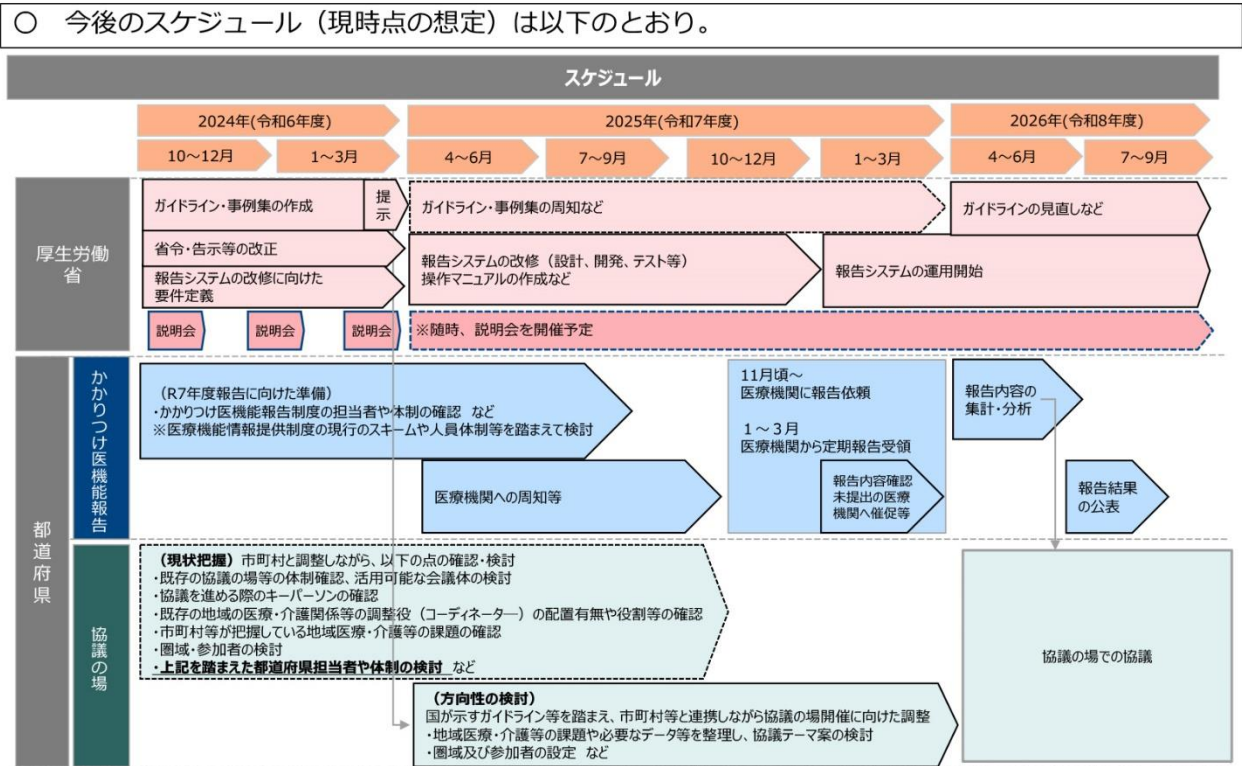 ○ 今後のスケジュール（現時点の想定）は以下のとおり。
スケジュール
2024年(令和6年度)
2025年(令和7年度)
2026年(令和8年度)
10～12月
1～3月
4～6月
7～9月
10～12月
1～3月
4～6月
7～9月
厚生労働
省
ガイドライン・事例集の作成
提
示
ガイドライン・事例集の周知など
ガイドラインの見直しなど
省令・告示等の改正
報告システムの改修に向けた
要件定義
報告システムの改修（設計、開発、テスト等）
操作マニュアルの作成など
報告システムの運用開始
説明会
説明会
説明会
※随時、説明会を開催予定
都道府県
かかりつけ医機能報告
（R7年度報告に向けた準備）
・かかりつけ医機能報告制度の担当者や体制の確認 など
※医療機能情報提供制度の現行のスキームや人員体制等を踏まえて検討
医療機関への周知等
11月頃～
医療機関に報告依頼
１～３月
医療機関から定期報告受領
報告内容確認
未提出の医療
機関へ催促等
報告内容の
集計・分析
報告結果
の公表
協議の場
（現状把握）市町村と調整しながら、以下の点の確認・検討
・既存の協議の場等の体制確認、活用可能な会議体の検討
・協議を進める際のキーパーソンの確認
・既存の地域の医療・介護関係等の調整役（コーディネーター）の配置有無や役割等の確認
・市町村等が把握している地域医療・介護等の課題の確認
・圏域・参加者の検討
・上記を踏まえた都道府県担当者や体制の検討 など
（方向性の検討）
国が示すガイドライン等を踏まえ、市町村等と連携しながら協議の場開催に向けた調整
・地域医療・介護等の課題や必要なデータ等を整理し、協議テーマ案の検討
・圏域及び参加者の設定 など
協議の場での協議